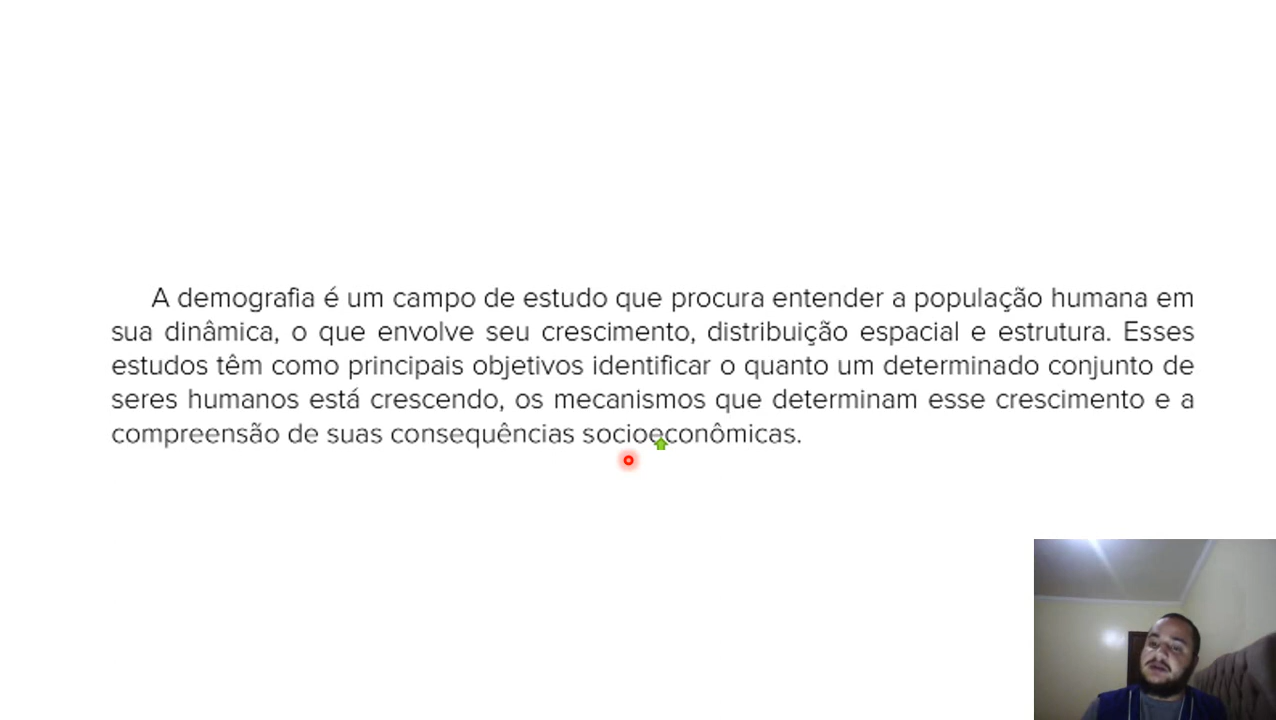 A demografia é um campo de estudo que procura entender a população humana em
sua dinâmica, o que envolve seu crescimento, distribuição espacial e estrutura. Esses
estudos têm como principais objetivos identificar o quanto um determinado conjunto de
seres humanos está crescendo, os mecanismos que determinam esse crescimento e a
compreensão de suas consequências socioeconômicas.